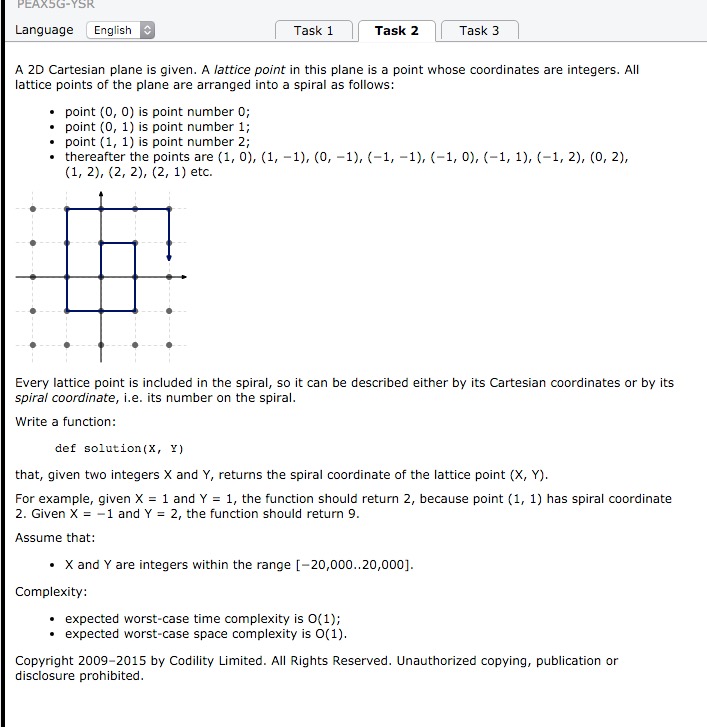 PEAX5G-YSR
Language English Task 1 Task 2 Task 3
A 2D Cartesian plane is given. A lattice point in this plane is a point whose coordinates are integers. All
lattice points of the plane are arranged into a spiral as follows:
• point (0, 0) is point number 0;
• point (0, 1) is point number 1;
• point (1, 1) is point number 2;
• thereafter the points are (1, 0), (1, −1), (0, −1), (−1, −1), (−1, 0), (−1, 1), (−1, 2), (0, 2),
(1, 2), (2, 2), (2, 1) etc.
Every lattice point is included in the spiral, so it can be described either by its Cartesian coordinates or by its
spiral coordinate, i.e. its number on the spiral.
Write a function:
def solution(X, Y)
that, given two integers X and Y, returns the spiral coordinate of the lattice point (X, Y).
For example, given X = 1 and Y = 1, the function should return 2, because point (1, 1) has spiral coordinate
2. Given X = −1 and Y = 2, the function should return 9.
Assume that:
• X and Y are integers within the range [−20,000..20,000].
Complexity:
• expected worst-case time complexity is O(1);
• expected worst-case space complexity is O(1).
Copyright 2009–2015 by Codility Limited. All Rights Reserved. Unauthorized copying, publication or
disclosure prohibited.